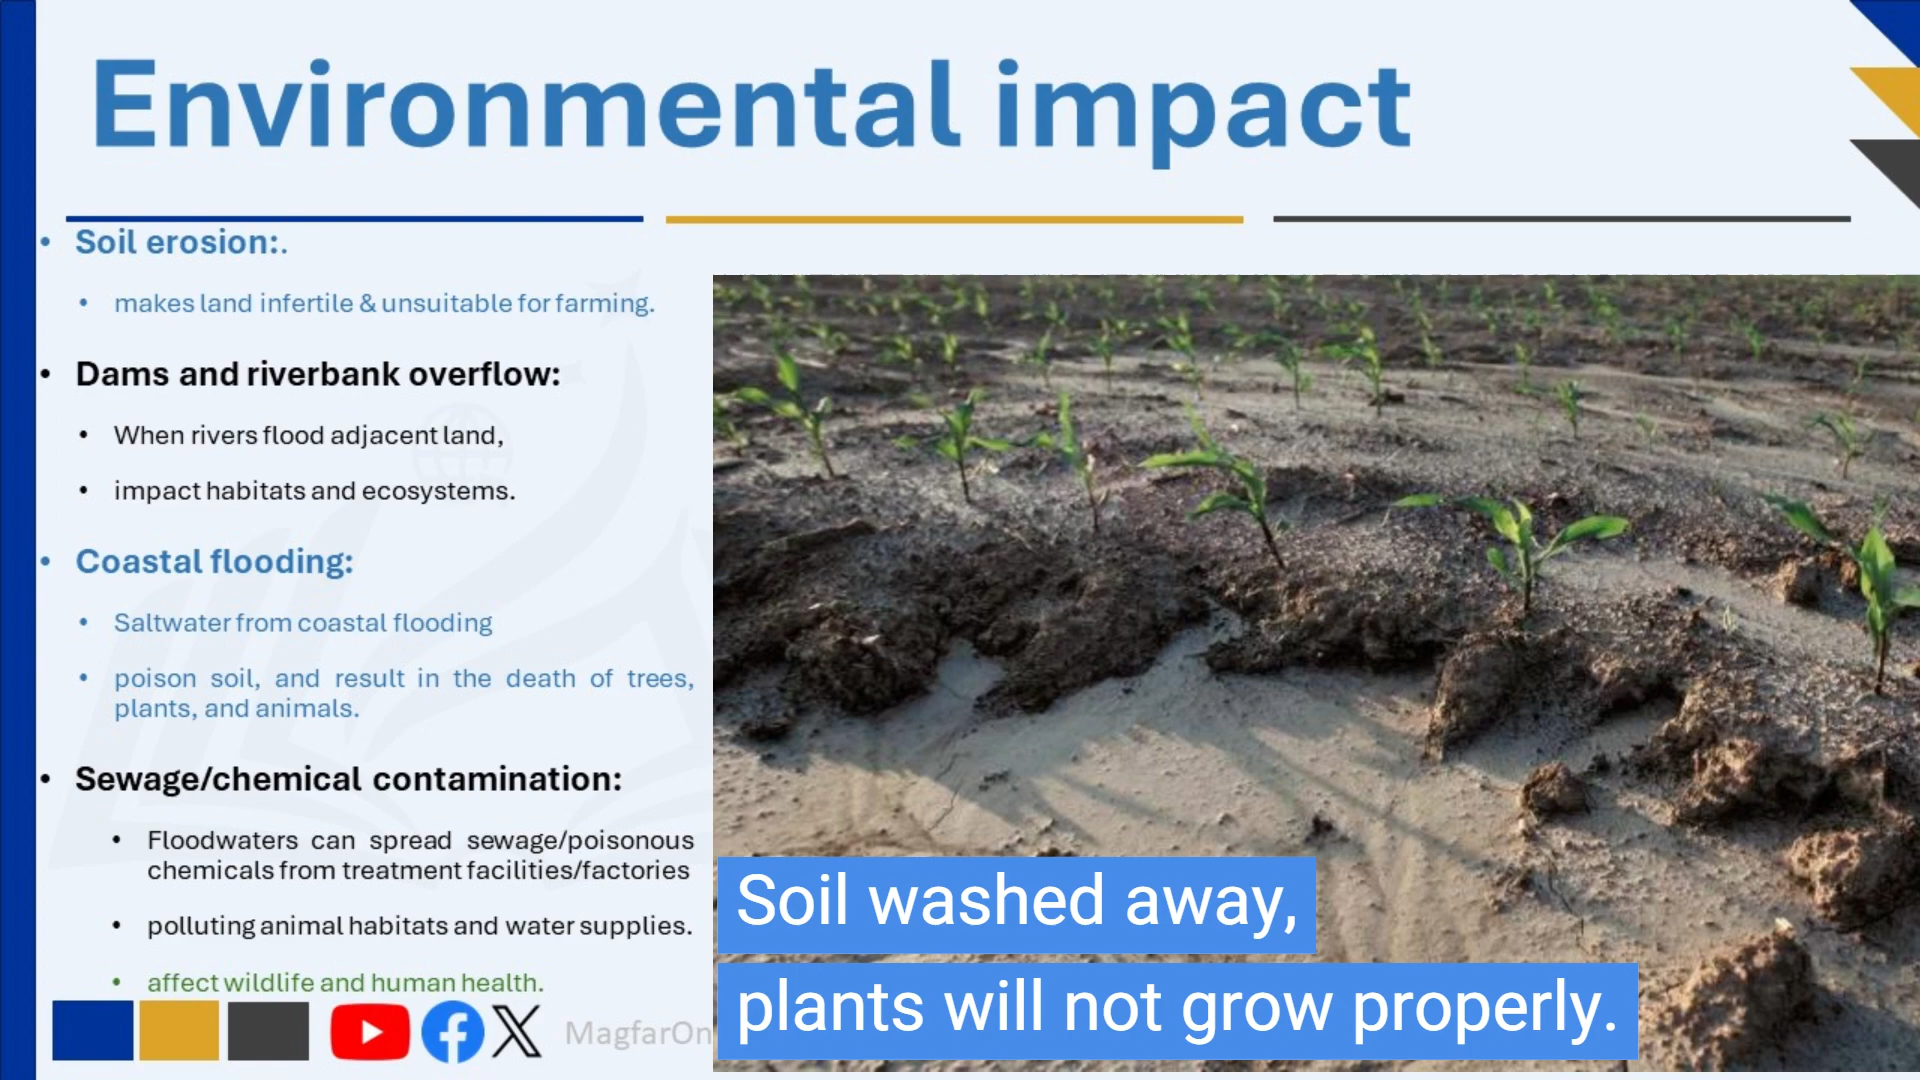 Environmental impact
• Soil erosion:.
• makes land infertile & unsuitable for farming.
• Dams and riverbank overflow:
• When rivers flood adjacent land,
• impact habitats and ecosystems.
• Coastal flooding:
• Saltwater from coastal flooding
• poison soil, and result in the death of trees,
plants, and animals.
• Sewage/chemical contamination:
• Floodwaters can spread sewage/poisonous
chemicals from treatment facilities/factories
• polluting animal habitats and water supplies.
• affect wildlife and human health.
MagfarOn
Soil washed away,
plants will not grow properly.